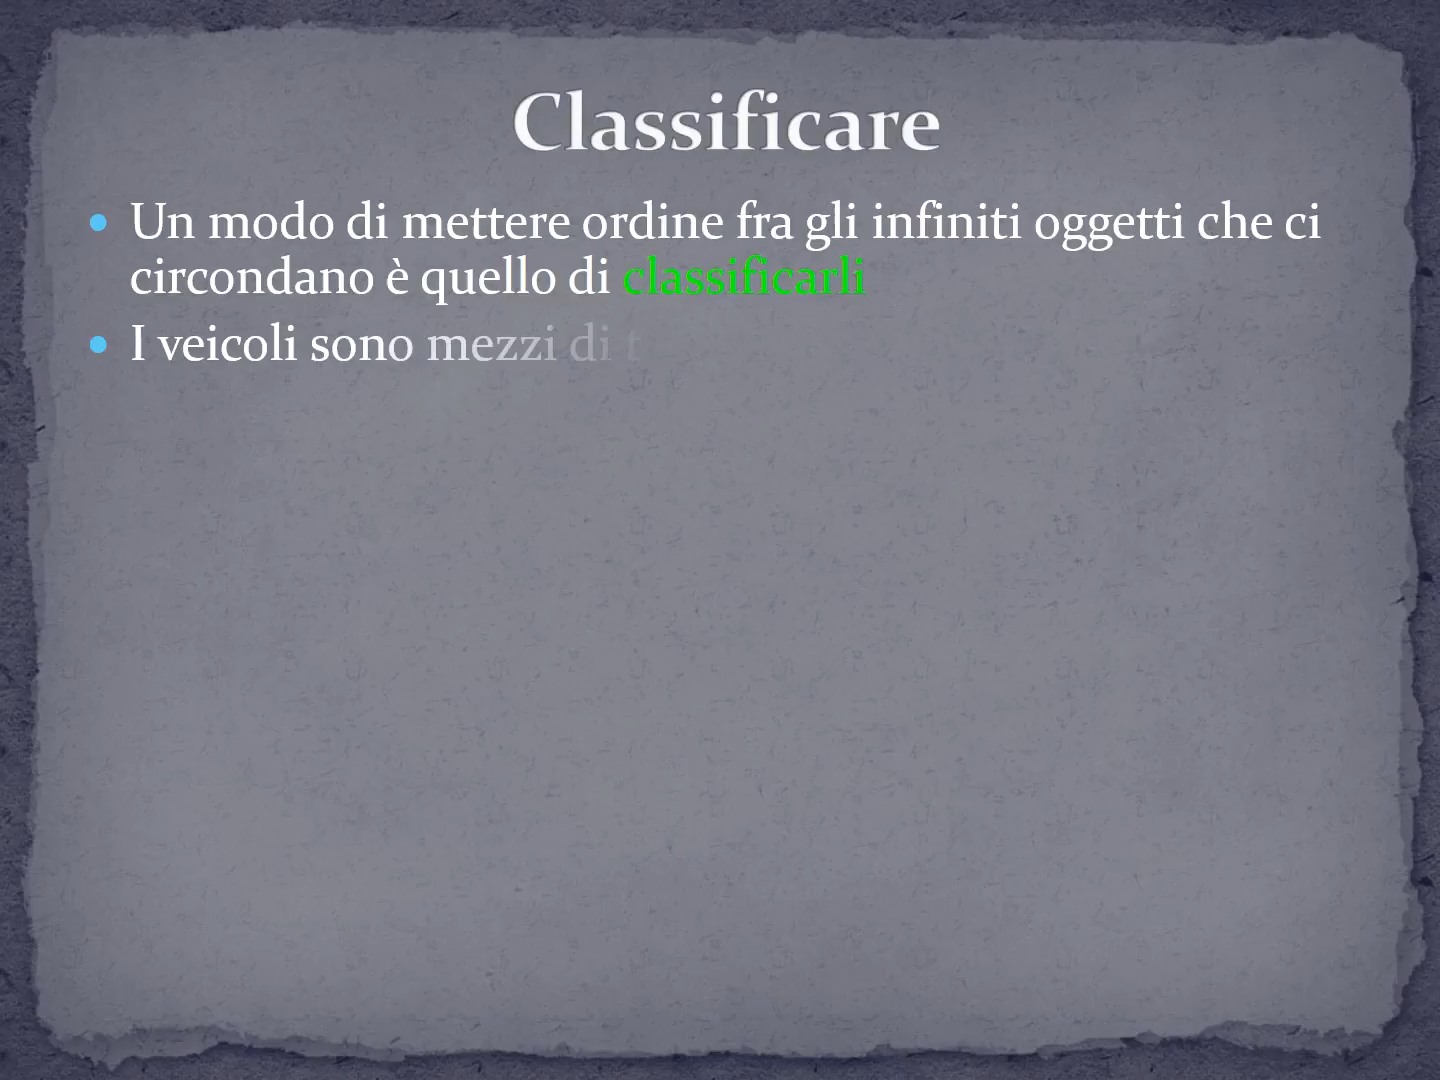 Classificare
Un modo di mettere ordine fra gli infiniti oggetti che ci
circondano è quello di classificarli
I veicoli sono mezzi di t